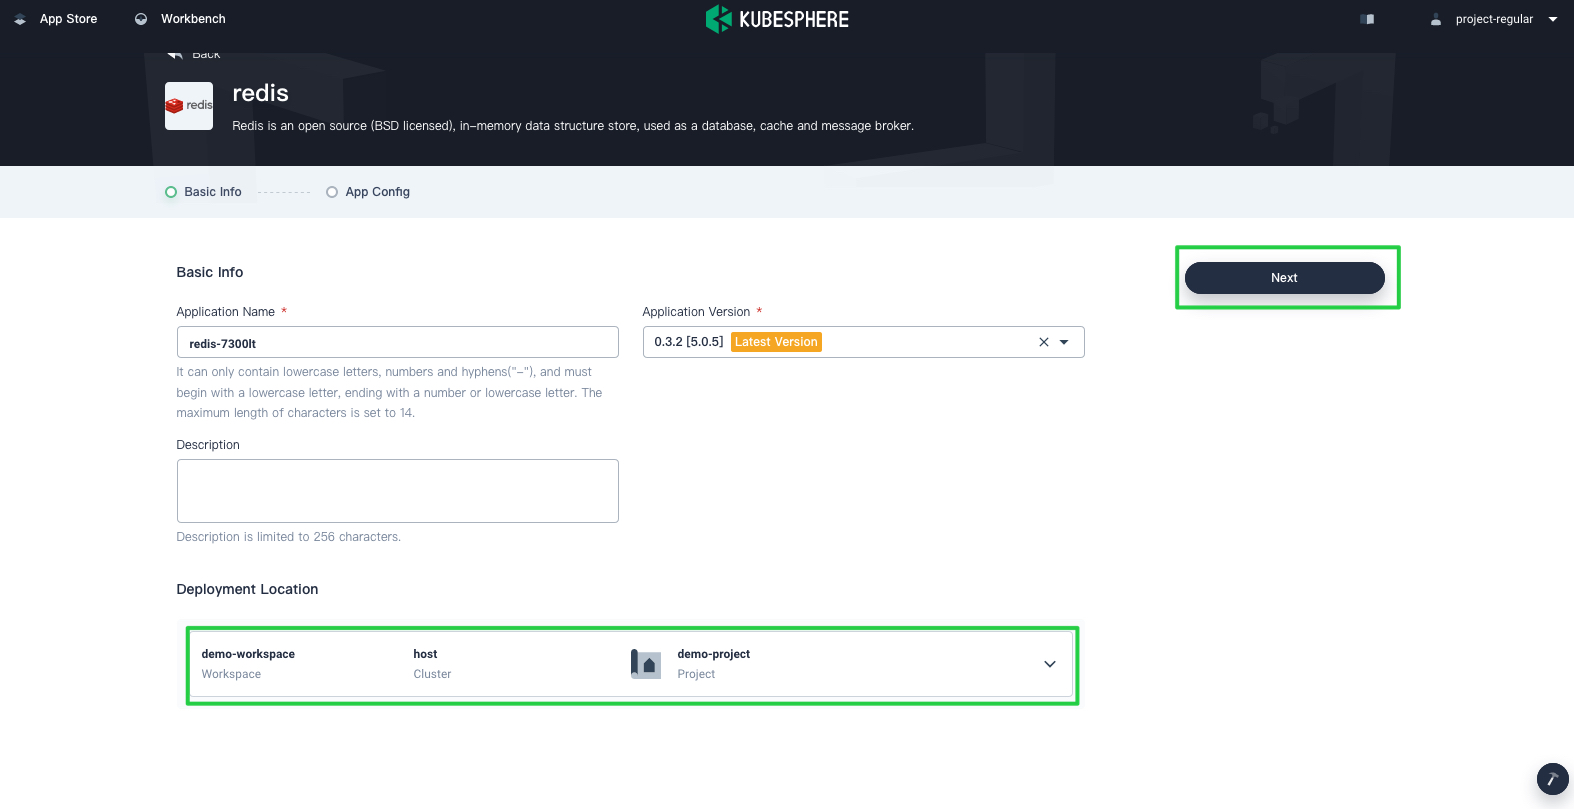 App Store
Workbench
KUBESPHERE
project-regular
Back
redis
redis
Redis is an open source (BSD licensed), in-memory data structure store, used as a database, cache and message broker.
Basic Info
App Config
Basic Info
Next
Application Name *
Application Version *
redis-7300lt
0.3.2 [5.0.5] Latest Version
It can only contain lowercase letters, numbers and hyphens("-"), and must
begin with a lowercase letter, ending with a number or lowercase letter. The
maximum length of characters is set to 14.
Description
Description is limited to 256 characters.
Deployment Location
demo-workspace
Workspace
host
Cluster
demo-project
Project